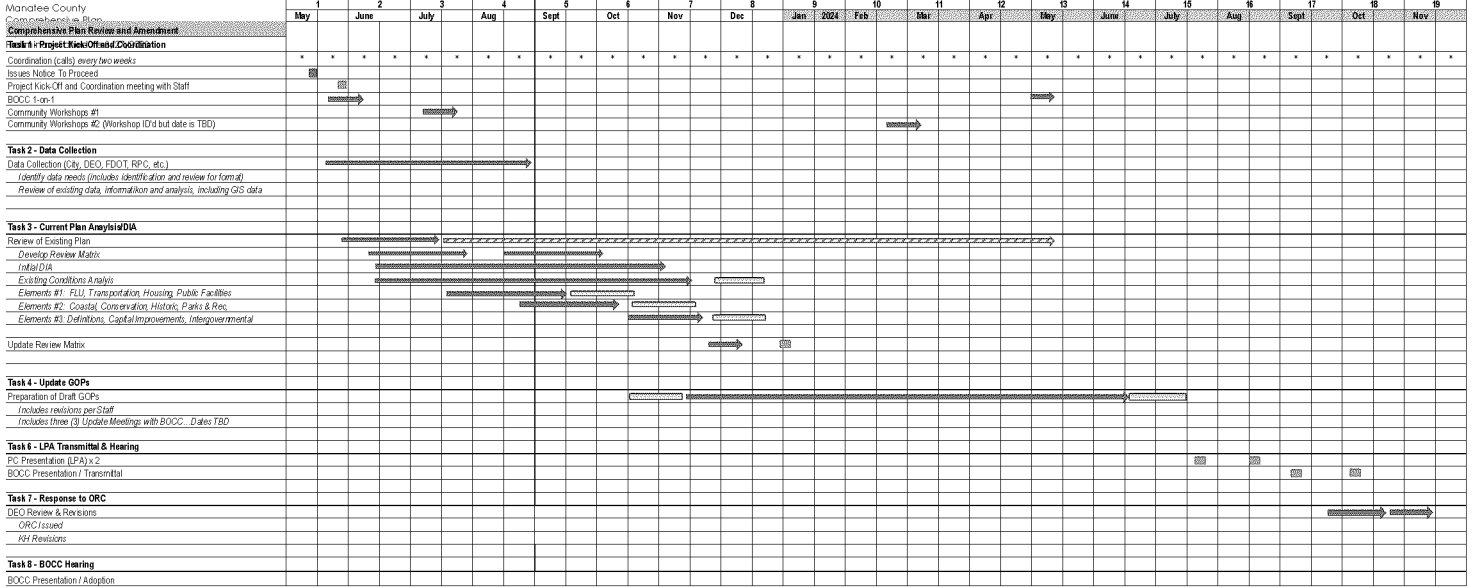 Manatee County
Comprehensive Plan
1 2 3 4 5 6 7 8 9 10 11 12 13 14 15 16 17 18 19
May June July Aug Sept Oct Nov Dec Jan 2024 Feb Mar Apr May June July Aug Sept Oct Nov
Comprehensive Plan Review and Amendment
Task 1 - Project Kick-Off and Coordination
Coordination (calls) every two weeks * * * * * * * * * * * * * * * * * * * * * * * * * * * * * * * * * * * * * *
Issues Notice To Proceed
Project Kick-Off and Coordination meeting with Staff
BOCC 1-on-1
Community Workshops #1
Community Workshops #2 (Workshop ID'd but date is TBD)
Task 2 - Data Collection
Data Collection (City, DEO, FDOT, RPC, etc.)
Identify data needs (includes identification and review for format)
Review of existing data, informatikon and analysis, including GIS data
Task 3 - Current Plan Anaylsis/DIA
Review of Existing Plan
Develop Review Matrix
Initial DIA
Existing Conditions Analyis
Elements #1: FLU, Transportation, Housing, Public Facilities
Elements #2: Coastal, Conservation, Historic, Parks & Rec,
Elements #3: Definitions, Capital Improvements, Intergovernmental
Update Review Matrix
Task 4 - Update GOPs
Preparation of Draft GOPs
Includes revisions per Staff
Includes three (3) Update Meetings with BOCC...Dates TBD
Task 6 - LPA Transmittal & Hearing
PC Presentation (LPA) x 2
BOCC Presentation / Transmittal
Task 7 - Response to ORC
DEO Review & Revisions
ORC Issued
KH Revisions
Task 8 - BOCC Hearing
BOCC Presentation / Adoption